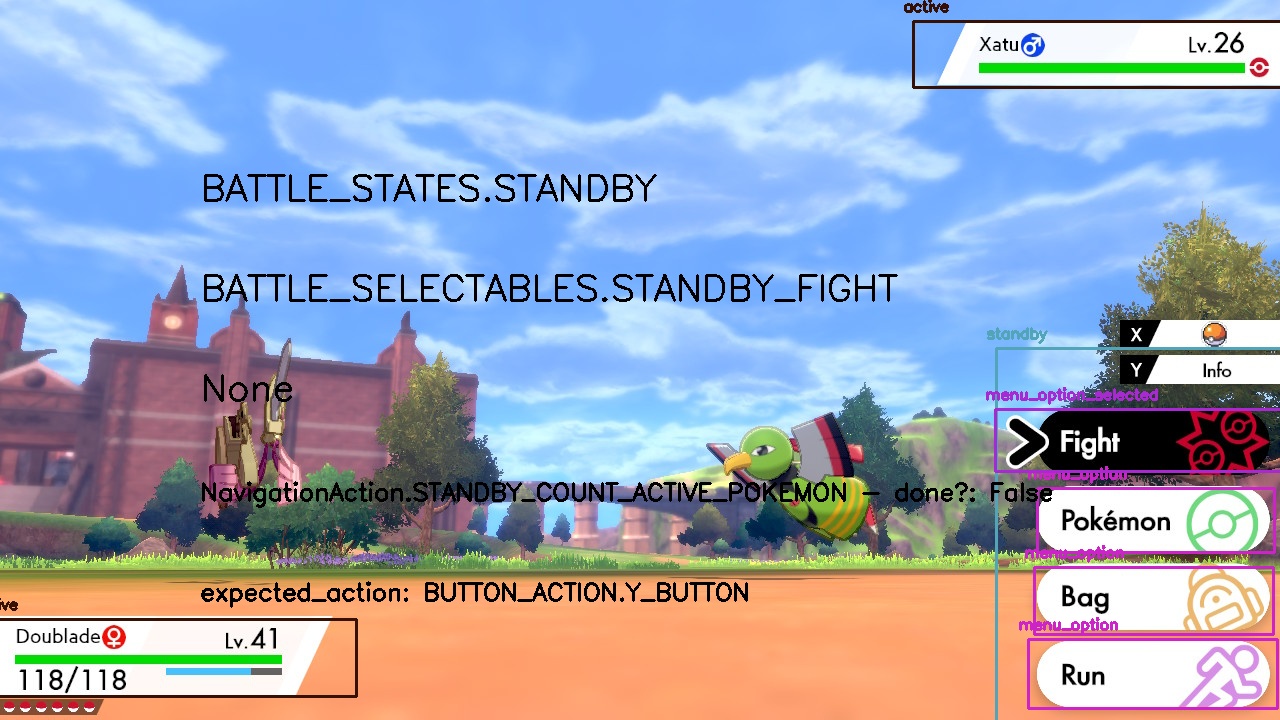 active
Xatu♂ Lv.26
BATTLE_STATES.STANDBY
BATTLE_SELECTABLES.STANDBY_FIGHT
standby
X
Y Info
None
menu_option_selected
Fight
NavigationAction.STANDBY_COUNT_ACTIVE_POKEMON – done?: False
menu_option
Pokémon
menu_option
expected_action: BUTTON_ACTION.Y_BUTTON
Bag
ive
menu_option
Doublade♀ Lv.41
118/118
Run